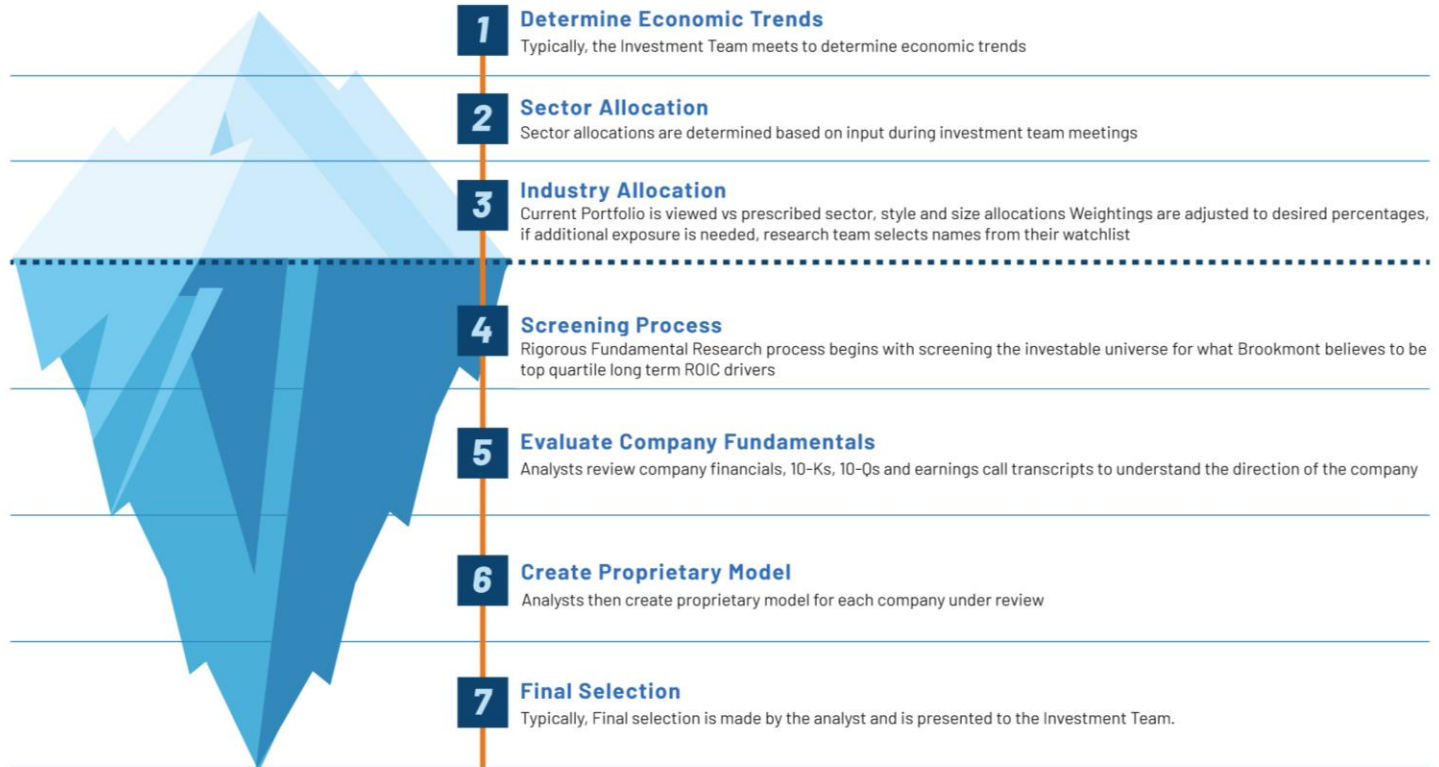 1
Determine Economic Trends
Typically, the Investment Team meets to determine economic trends
2
Sector Allocation
Sector allocations are determined based on input during investment team meetings
3
Industry Allocation
Current Portfolio is viewed vs prescribed sector, style and size allocations Weightings are adjusted to desired percentages,
if additional exposure is needed, research team selects names from their watchlist
4
Screening Process
Rigorous Fundamental Research process begins with screening the investable universe for what Brookmont believes to be
top quartile long term ROIC drivers
5
Evaluate Company Fundamentals
Analysts review company financials, 10-Ks, 10-Qs and earnings call transcripts to understand the direction of the company
6
Create Proprietary Model
Analysts then create proprietary model for each company under review
7
Final Selection
Typically, Final selection is made by the analyst and is presented to the Investment Team.